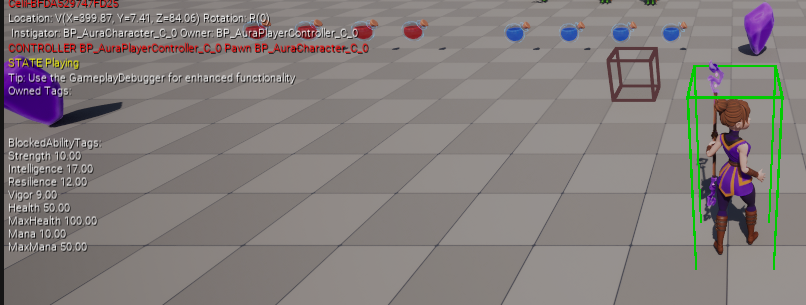 Location: V(X=399.87, Y=7.41, Z=84.06) Rotation: R(0)
Instigator: BP_AuraCharacter_C_0 Owner: BP_AuraPlayerController_C_0
CONTROLLER BP_AuraPlayerController_C_0 Pawn BP_AuraCharacter_C_0
STATE Playing
Tip: Use the GameplayDebugger for enhanced functionality
Owned Tags:
BlockedAbilityTags:
Strength 10.00
Intelligence 17.00
Resilience 12.00
Vigor 9.00
Health 50.00
MaxHealth 100.00
Mana 10.00
MaxMana 50.00